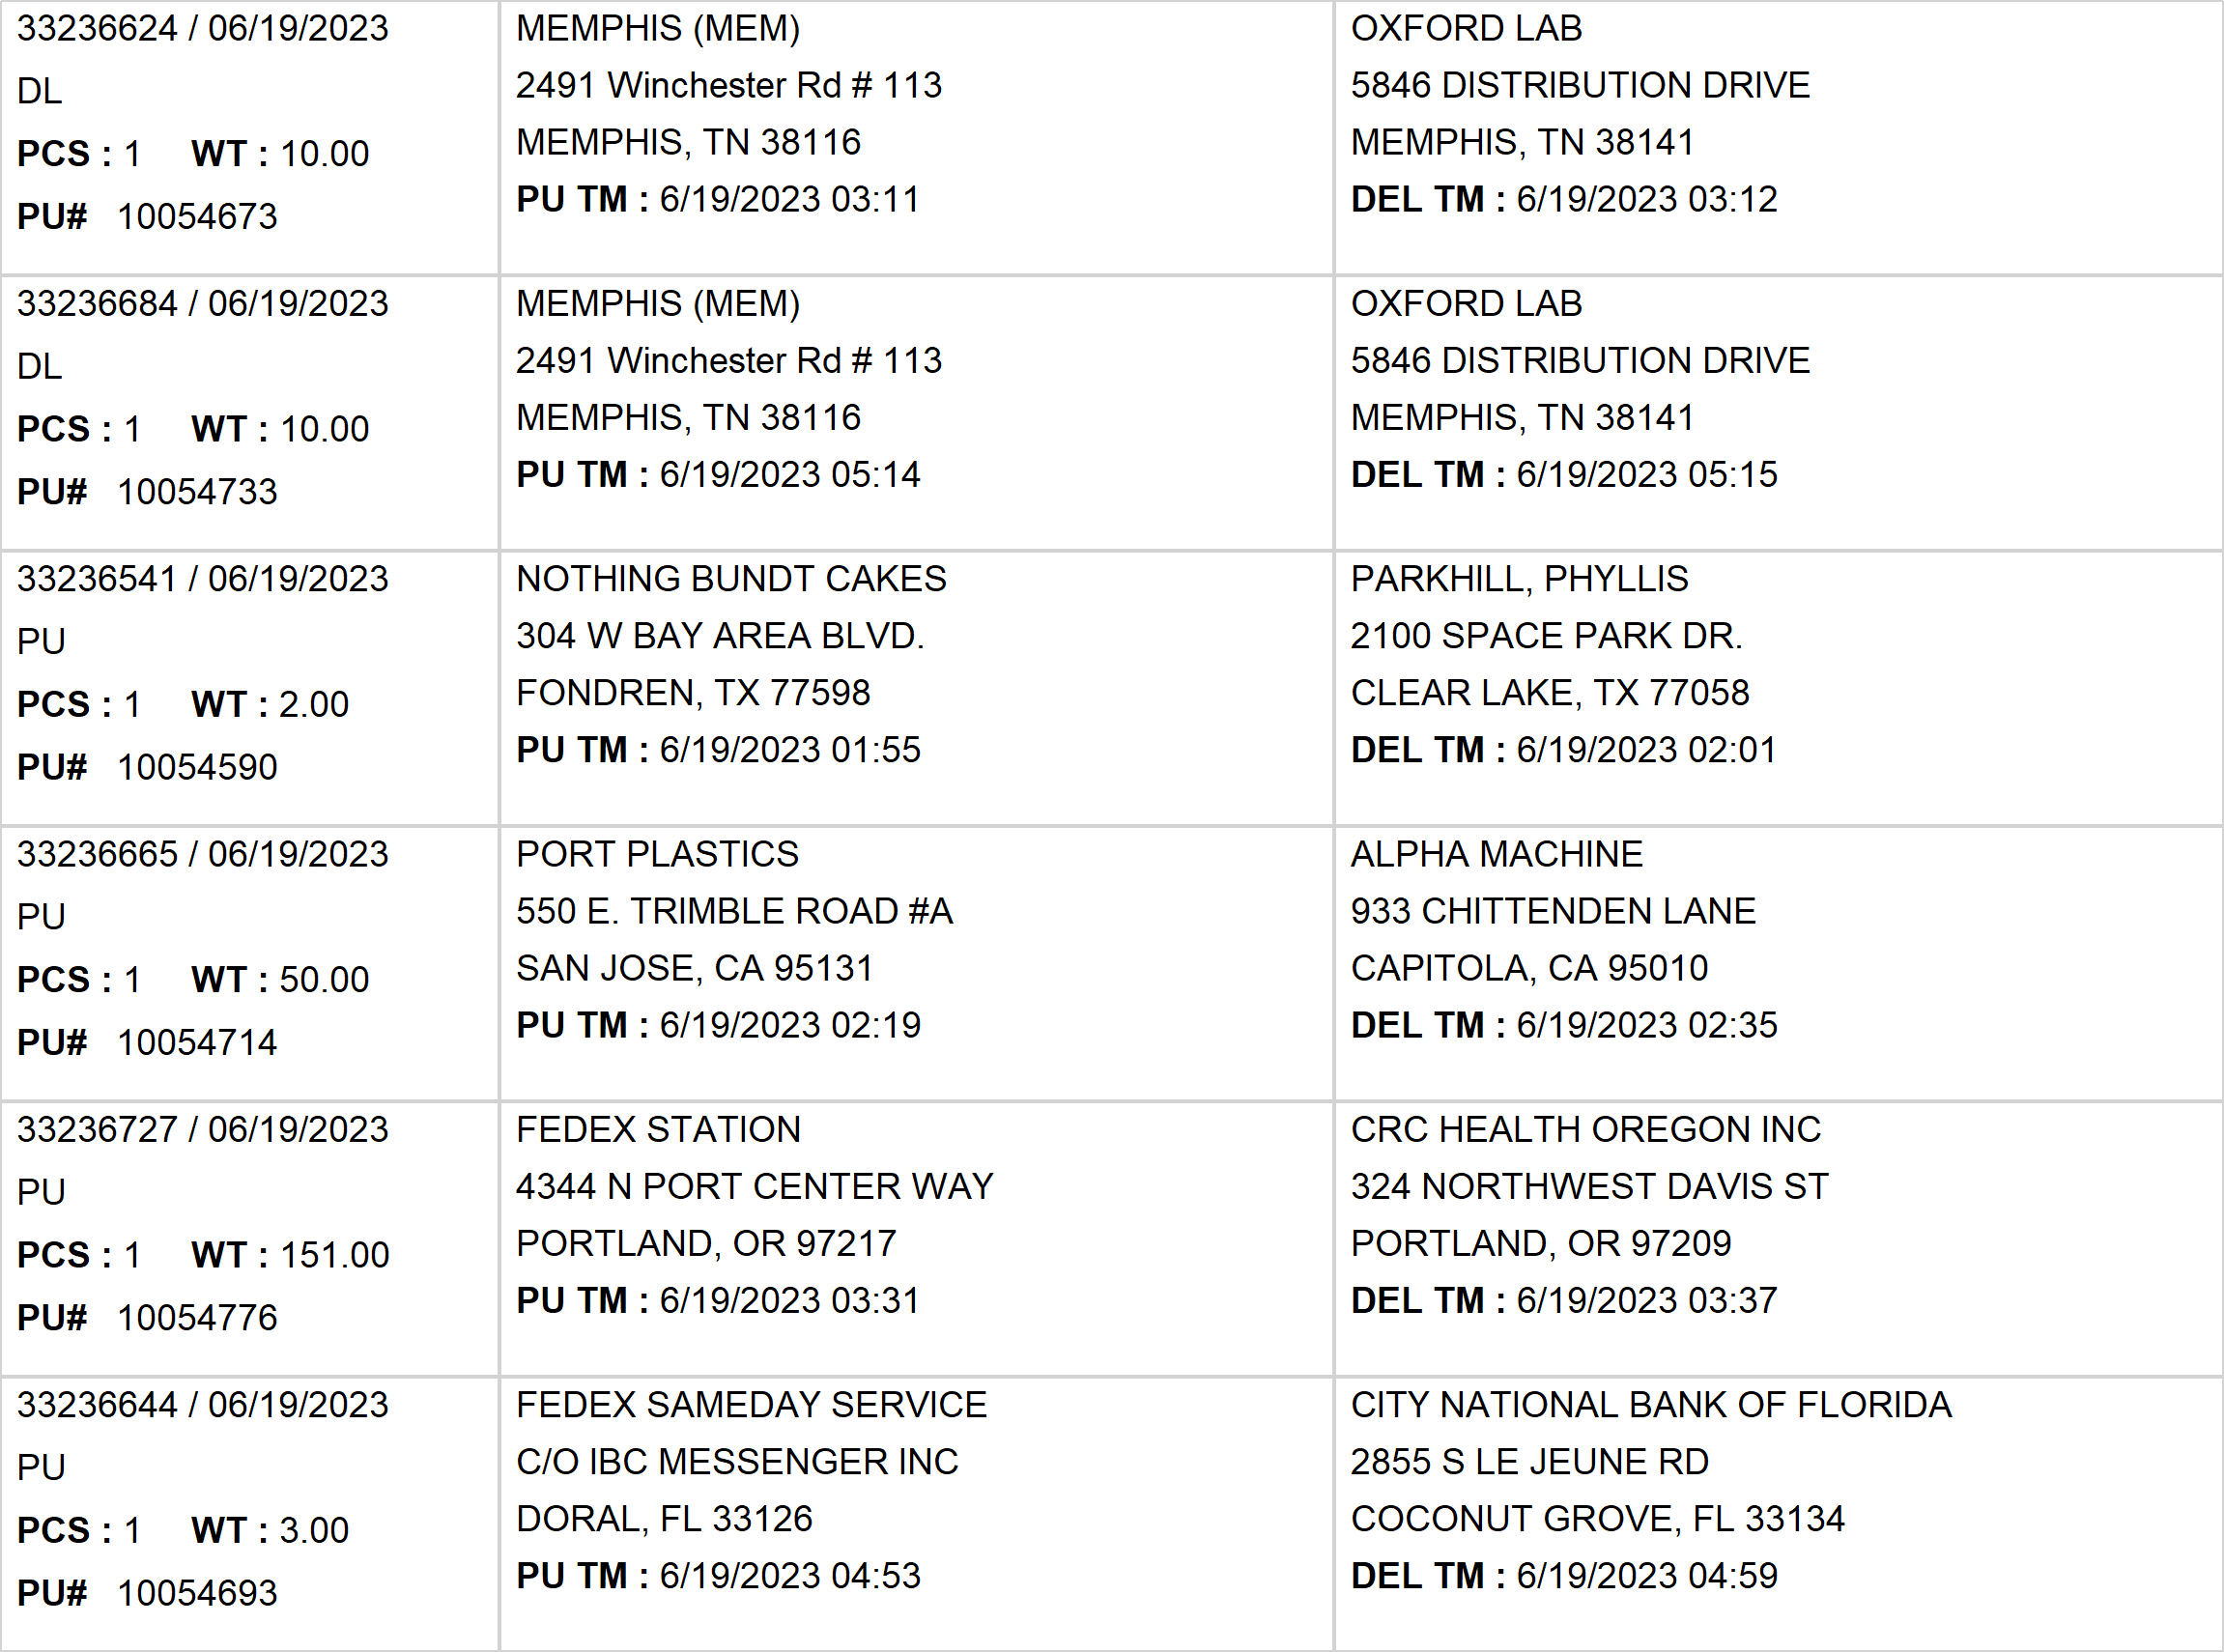 33236624 / 06/19/2023
DL
PCS : 1 WT : 10.00
PU# 10054673
MEMPHIS (MEM)
2491 Winchester Rd # 113
MEMPHIS, TN 38116
PU TM : 6/19/2023 03:11
OXFORD LAB
5846 DISTRIBUTION DRIVE
MEMPHIS, TN 38141
DEL TM : 6/19/2023 03:12
33236684 / 06/19/2023
DL
PCS : 1 WT : 10.00
PU# 10054733
MEMPHIS (MEM)
2491 Winchester Rd # 113
MEMPHIS, TN 38116
PU TM : 6/19/2023 05:14
OXFORD LAB
5846 DISTRIBUTION DRIVE
MEMPHIS, TN 38141
DEL TM : 6/19/2023 05:15
33236541 / 06/19/2023
PU
PCS : 1 WT : 2.00
PU# 10054590
NOTHING BUNDT CAKES
304 W BAY AREA BLVD.
FONDREN, TX 77598
PU TM : 6/19/2023 01:55
PARKHILL, PHYLLIS
2100 SPACE PARK DR.
CLEAR LAKE, TX 77058
DEL TM : 6/19/2023 02:01
33236665 / 06/19/2023
PU
PCS : 1 WT : 50.00
PU# 10054714
PORT PLASTICS
550 E. TRIMBLE ROAD #A
SAN JOSE, CA 95131
PU TM : 6/19/2023 02:19
ALPHA MACHINE
933 CHITTENDEN LANE
CAPITOLA, CA 95010
DEL TM : 6/19/2023 02:35
33236727 / 06/19/2023
PU
PCS : 1 WT : 151.00
PU# 10054776
FEDEX STATION
4344 N PORT CENTER WAY
PORTLAND, OR 97217
PU TM : 6/19/2023 03:31
CRC HEALTH OREGON INC
324 NORTHWEST DAVIS ST
PORTLAND, OR 97209
DEL TM : 6/19/2023 03:37
33236644 / 06/19/2023
PU
PCS : 1 WT : 3.00
PU# 10054693
FEDEX SAMEDAY SERVICE
C/O IBC MESSENGER INC
DORAL, FL 33126
PU TM : 6/19/2023 04:53
CITY NATIONAL BANK OF FLORIDA
2855 S LE JEUNE RD
COCONUT GROVE, FL 33134
DEL TM : 6/19/2023 04:59